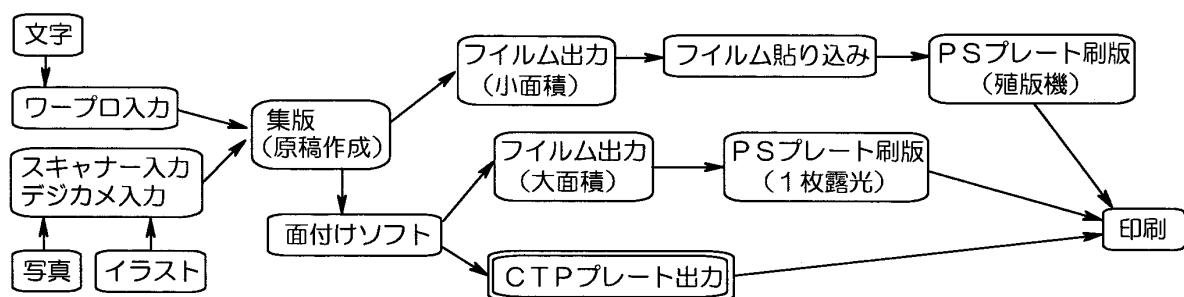 文字
ワープロ入力
スキャナー入力
デジカメ入力
写真
イラスト
集版
(原稿作成)
面付けソフト
フイルム出力
(小面積)
フイルム貼り込み
PSプレート刷版
(殖版機)
フイルム出力
(大面積)
PSプレート刷版
(1枚露光)
CTPプレート出力
印刷